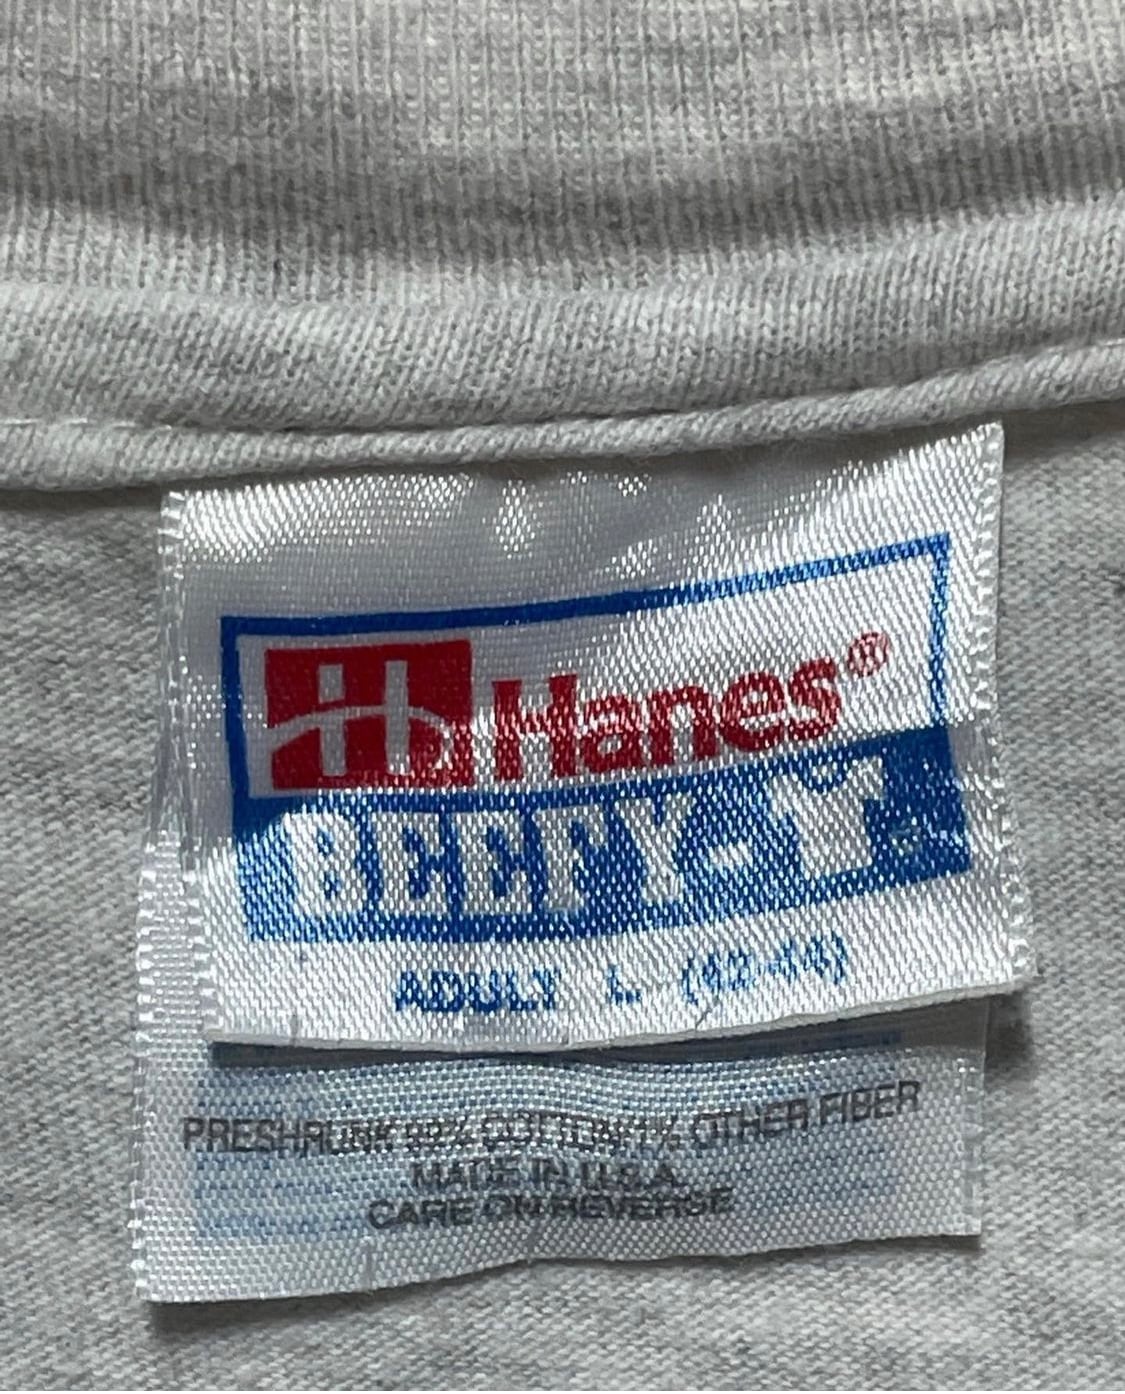 H Hanes®
BEEFY-T®
ADULT L (42-44)
PRESHRUNK 99% COTTON/1% OTHER FIBER
MADE IN U.S.A.
CARE ON REVERSE